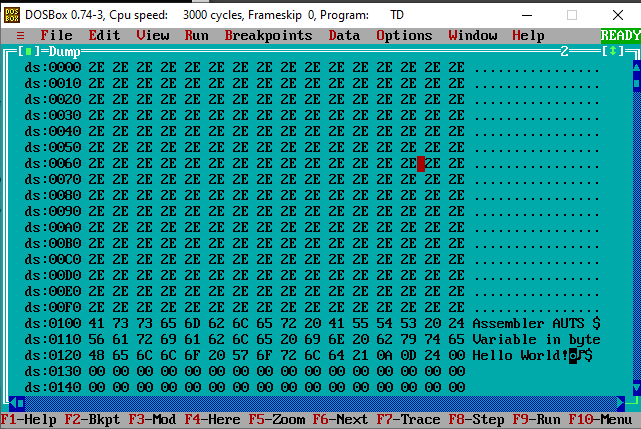 DOSBox 0.74-3, Cpu speed: 3000 cycles, Frameskip 0, Program: TD
≡ File Edit View Run Breakpoints Data Options Window Help READY
[■]=Dump 2 [↕]
ds:0000 2E 2E 2E 2E 2E 2E 2E 2E 2E 2E 2E 2E 2E 2E 2E 2E ................
ds:0010 2E 2E 2E 2E 2E 2E 2E 2E 2E 2E 2E 2E 2E 2E 2E 2E ................
ds:0020 2E 2E 2E 2E 2E 2E 2E 2E 2E 2E 2E 2E 2E 2E 2E 2E ................
ds:0030 2E 2E 2E 2E 2E 2E 2E 2E 2E 2E 2E 2E 2E 2E 2E 2E ................
ds:0040 2E 2E 2E 2E 2E 2E 2E 2E 2E 2E 2E 2E 2E 2E 2E 2E ................
ds:0050 2E 2E 2E 2E 2E 2E 2E 2E 2E 2E 2E 2E 2E 2E 2E 2E ................
ds:0060 2E 2E 2E 2E 2E 2E 2E 2E 2E 2E 2E 2E 2E 2E 2E 2E ................
ds:0070 2E 2E 2E 2E 2E 2E 2E 2E 2E 2E 2E 2E 2E 2E 2E 2E ................
ds:0080 2E 2E 2E 2E 2E 2E 2E 2E 2E 2E 2E 2E 2E 2E 2E 2E ................
ds:0090 2E 2E 2E 2E 2E 2E 2E 2E 2E 2E 2E 2E 2E 2E 2E 2E ................
ds:00A0 2E 2E 2E 2E 2E 2E 2E 2E 2E 2E 2E 2E 2E 2E 2E 2E ................
ds:00B0 2E 2E 2E 2E 2E 2E 2E 2E 2E 2E 2E 2E 2E 2E 2E 2E ................
ds:00C0 2E 2E 2E 2E 2E 2E 2E 2E 2E 2E 2E 2E 2E 2E 2E 2E ................
ds:00D0 2E 2E 2E 2E 2E 2E 2E 2E 2E 2E 2E 2E 2E 2E 2E 2E ................
ds:00E0 2E 2E 2E 2E 2E 2E 2E 2E 2E 2E 2E 2E 2E 2E 2E 2E ................
ds:00F0 2E 2E 2E 2E 2E 2E 2E 2E 2E 2E 2E 2E 2E 2E 2E 2E ................
ds:0100 41 73 73 65 6D 62 6C 65 72 20 41 55 54 53 20 24 Assembler AUTS $
ds:0110 56 61 72 69 61 62 6C 65 20 69 6E 20 62 79 74 65 Variable in byte
ds:0120 48 65 6C 6C 6F 20 57 6F 72 6C 64 21 0A 0D 24 00 Hello World!◙♪$
ds:0130 00 00 00 00 00 00 00 00 00 00 00 00 00 00 00 00
ds:0140 00 00 00 00 00 00 00 00 00 00 00 00 00 00 00 00
F1-Help F2-Bkpt F3-Mod F4-Here F5-Zoom F6-Next F7-Trace F8-Step F9-Run F10-Menu